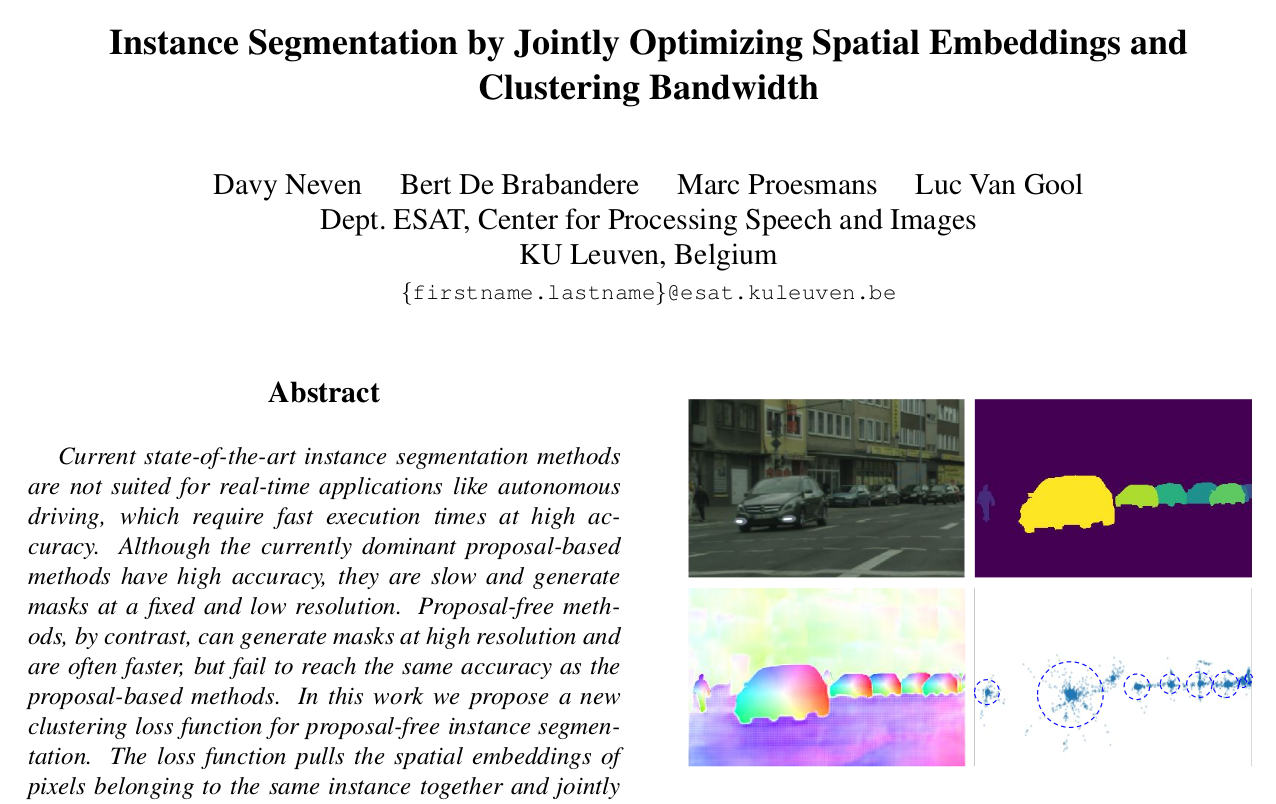 Instance Segmentation by Jointly Optimizing Spatial Embeddings and
Clustering Bandwidth
Davy Neven Bert De Brabandere Marc Proesmans Luc Van Gool
Dept. ESAT, Center for Processing Speech and Images
KU Leuven, Belgium
{firstname.lastname}@esat.kuleuven.be
Abstract
Current state-of-the-art instance segmentation methods
are not suited for real-time applications like autonomous
driving, which require fast execution times at high ac-
curacy. Although the currently dominant proposal-based
methods have high accuracy, they are slow and generate
masks at a fixed and low resolution. Proposal-free meth-
ods, by contrast, can generate masks at high resolution and
are often faster, but fail to reach the same accuracy as the
proposal-based methods. In this work we propose a new
clustering loss function for proposal-free instance segmen-
tation. The loss function pulls the spatial embeddings of
pixels belonging to the same instance together and jointly